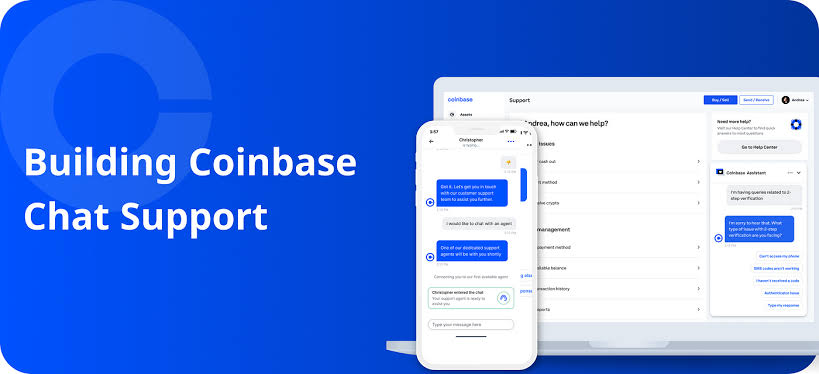 Building Coinbase
Chat Support
coinbase
Support
Buy / Sell
Send / Receive
Andrea
Assets
Andrea, how can we help?
Need more help?
Visit our Help Center to find quick
answers to most questions
Go to Help Center
issues
cash out
method
crypto
management
payment method
available balance
transaction history
reports
Coinbase Assistant
I'm having queries related to 2-
step verification
I'm sorry to hear that. What
type of issue with 2-step
verification are you facing?
Can't access my phone
SMS codes aren't working
I haven't received a code
Authenticator issue
Type my response
3:57
Christopher
is typing...
Got it. Let's get you in touch
with our customer support
team to assist you further.
I would like to chat with an agent
One of our dedicated support
agents will be with you shortly
Connecting you to our first available agent
Christopher entered the chat
Your support agent is ready to
assist you
Type your message here